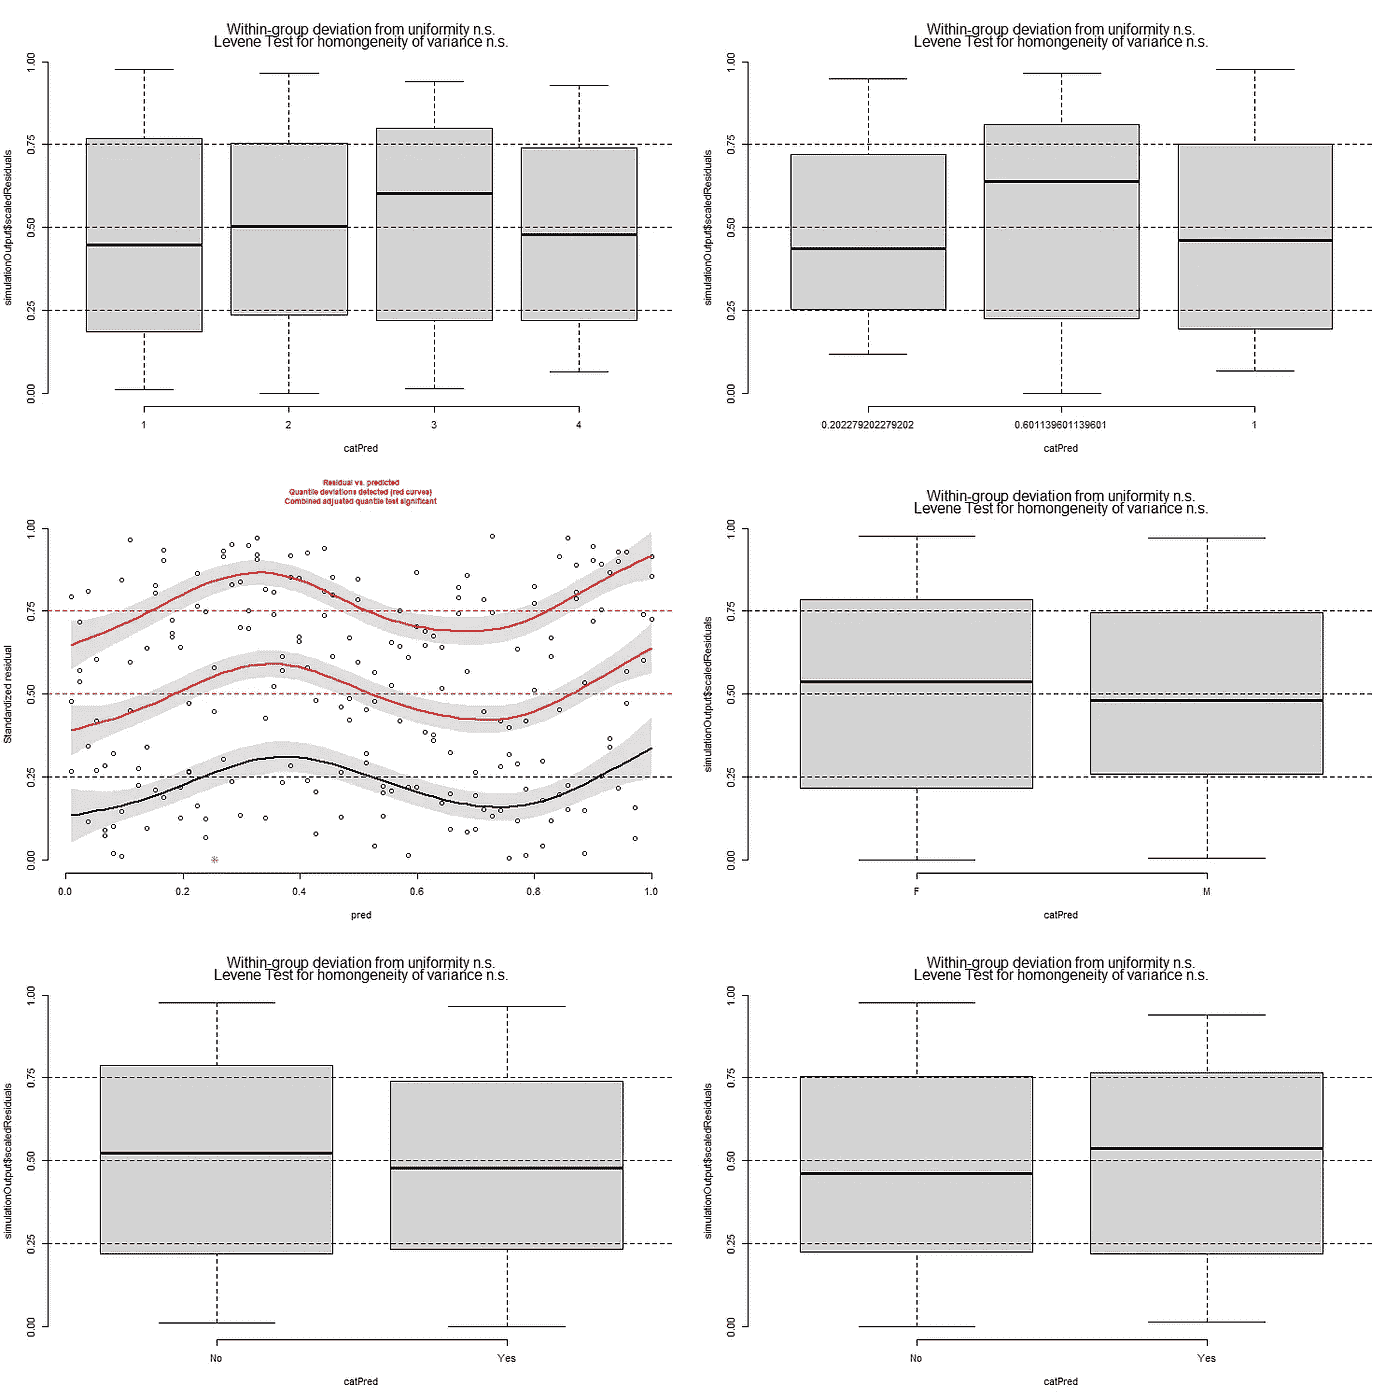 Within-group deviation from uniformity n.s.
Levene Test for homongeneity of variance n.s.
simulationOutput$scaledResiduals
0.00
0.25
0.50
0.75
1.00
1
2
3
4
catPred
Within-group deviation from uniformity n.s.
Levene Test for homongeneity of variance n.s.
simulationOutput$scaledResiduals
0.00
0.25
0.50
0.75
1.00
0.202279202279202
0.601139601139601
1
catPred
Residual vs. predicted
Quantile deviations detected (red curves)
Combined adjusted quantile test significant
Standardized residual
0.00
0.25
0.50
0.75
1.00
0.0
0.2
0.4
0.6
0.8
1.0
pred
Within-group deviation from uniformity n.s.
Levene Test for homongeneity of variance n.s.
simulationOutput$scaledResiduals
0.00
0.25
0.50
0.75
1.00
F
M
catPred
Within-group deviation from uniformity n.s.
Levene Test for homongeneity of variance n.s.
simulationOutput$scaledResiduals
0.00
0.25
0.50
0.75
1.00
No
Yes
catPred
Within-group deviation from uniformity n.s.
Levene Test for homongeneity of variance n.s.
simulationOutput$scaledResiduals
0.00
0.25
0.50
0.75
1.00
No
Yes
catPred